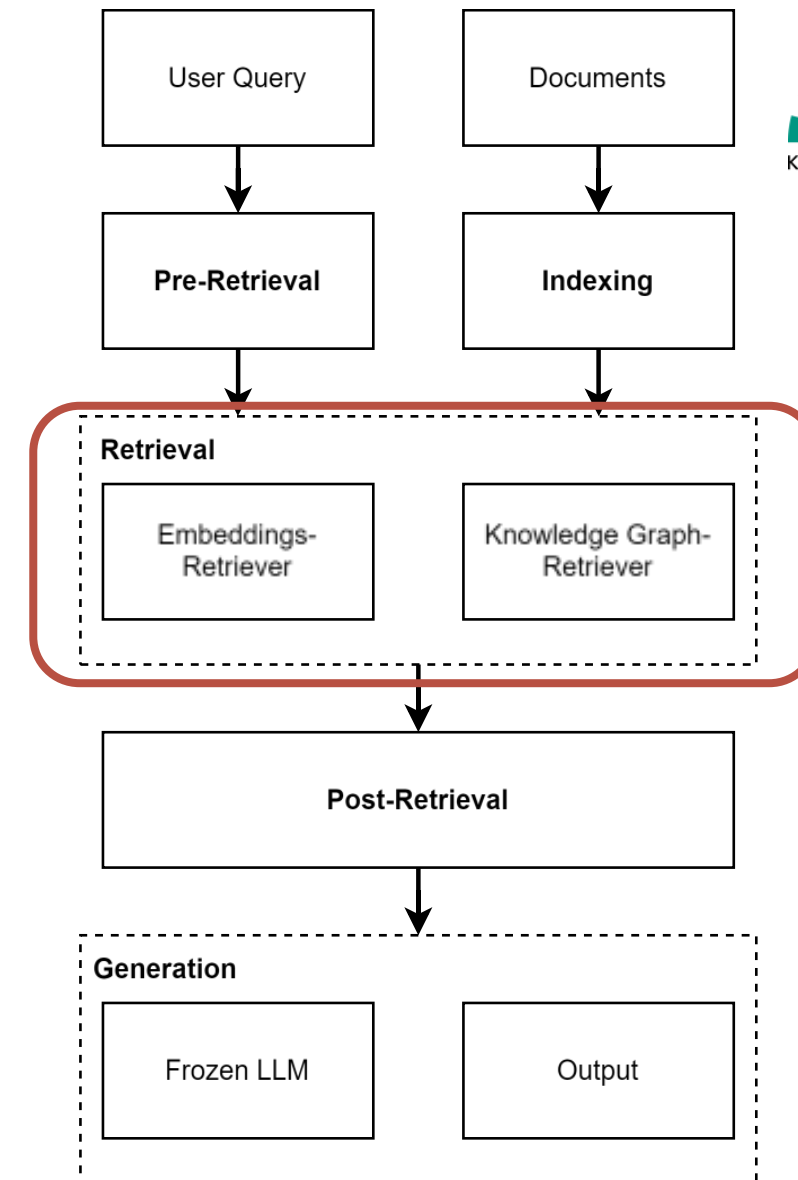 User Query
Documents
K
Pre-Retrieval
Indexing
Retrieval
Embeddings-
Retriever
Knowledge Graph-
Retriever
Post-Retrieval
Generation
Frozen LLM
Output